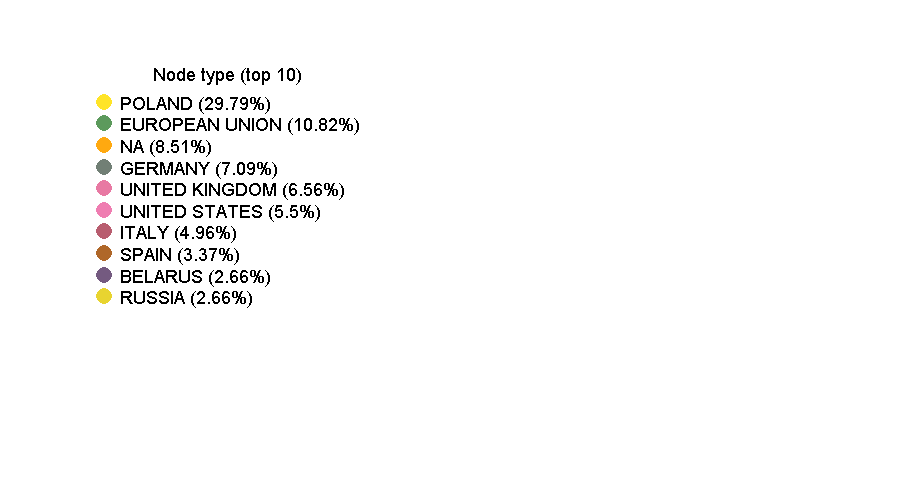 Node type (top 10)
POLAND (29.79%)
EUROPEAN UNION (10.82%)
NA (8.51%)
GERMANY (7.09%)
UNITED KINGDOM (6.56%)
UNITED STATES (5.5%)
ITALY (4.96%)
SPAIN (3.37%)
BELARUS (2.66%)
RUSSIA (2.66%)